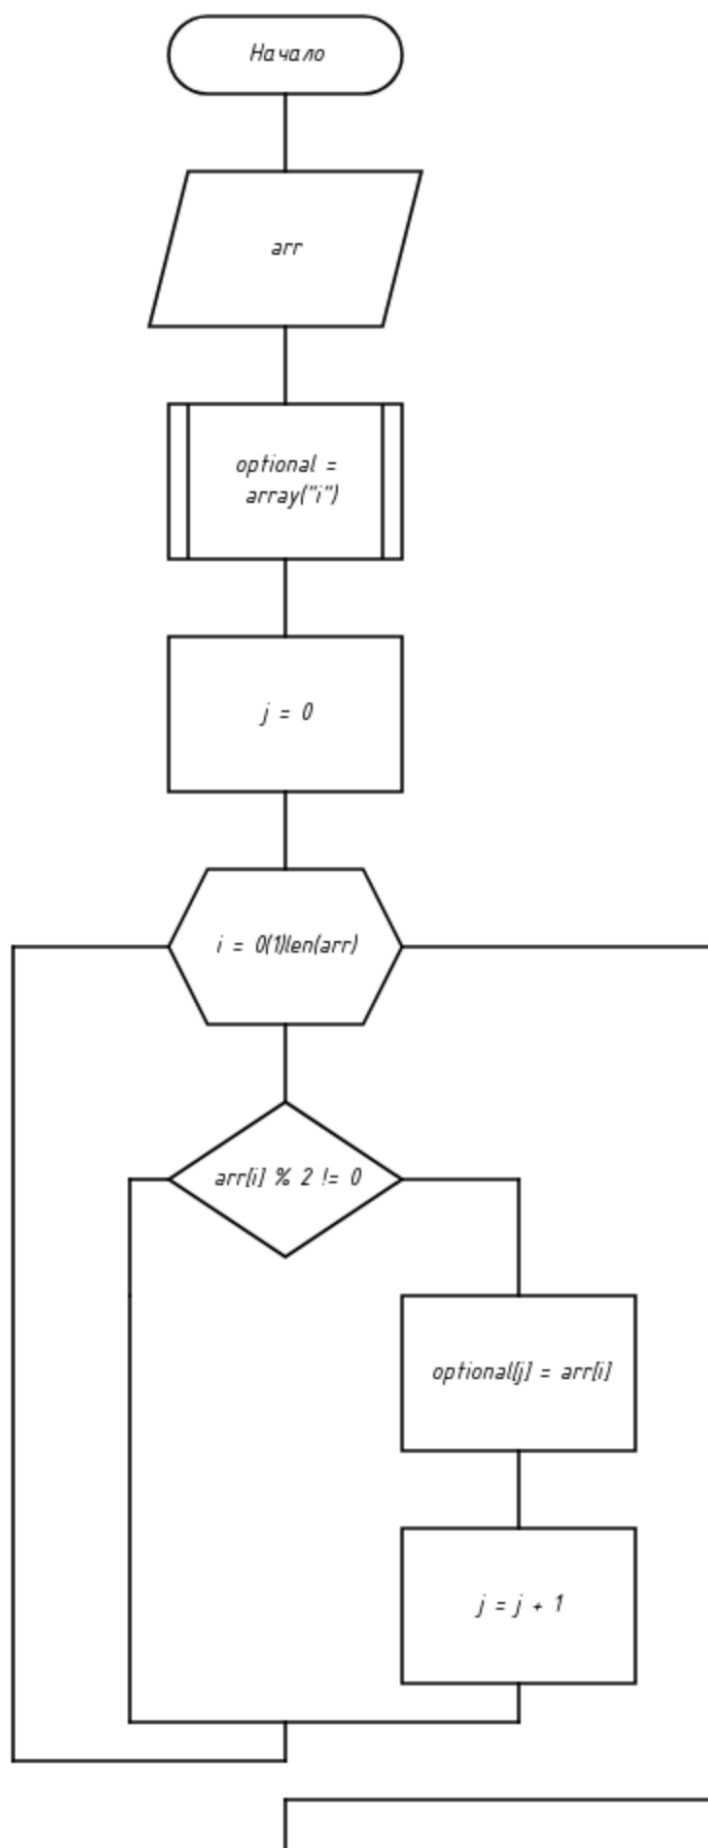 Начало
arr
optional =
array("i")
j = 0
i = 0(1)len(arr)
arr[i] % 2 != 0
optional[j] = arr[i]
j = j + 1